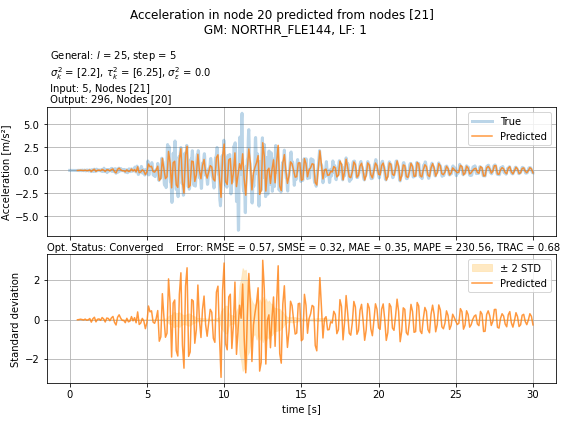 Acceleration in node 20 predicted from nodes [21]
GM: NORTHR_FLE144, LF: 1
General: l = 25, step = 5
σ²ₖ = [2.2], τ²ₖ = [6.25], σ²ε = 0.0
Input: 5, Nodes [21]
Output: 296, Nodes [20]
Acceleration [m/s²]
5.0
2.5
0.0
−2.5
−5.0
True
Predicted
Opt. Status: Converged Error: RMSE = 0.57, SMSE = 0.32, MAE = 0.35, MAPE = 230.56, TRAC = 0.68
Standard deviation
2
0
−2
± 2 STD
Predicted
0 5 10 15 20 25 30
time [s]